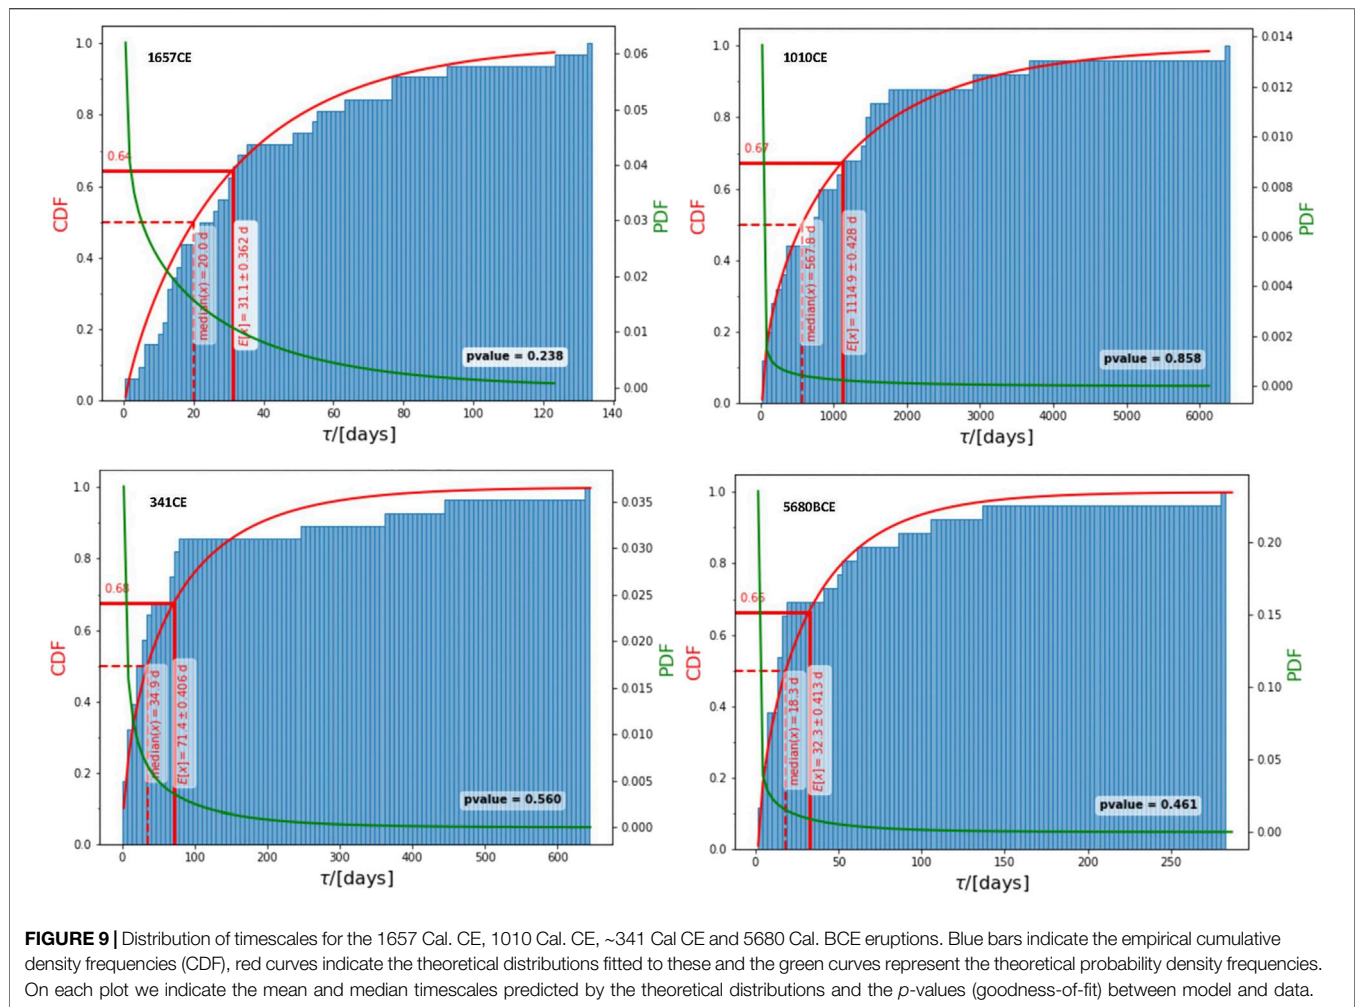 1657CE
1.0
0.8
0.6
0.4
0.2
0.0
CDF
0.64
median(x) = 20.0 d
E[x] = 31.1 ± 0.362 d
pvalue = 0.238
0.06
0.05
0.04
0.03
0.02
0.01
0.00
PDF
0 20 40 60 80 100 120 140
τ/[days]
1010CE
1.0
0.8
0.6
0.4
0.2
0.0
CDF
0.67
median(x) = 567.8 d
E[x] = 1114.9 ± 0.428 d
pvalue = 0.858
0.014
0.012
0.010
0.008
0.006
0.004
0.002
0.000
PDF
0 1000 2000 3000 4000 5000 6000
τ/[days]
341CE
1.0
0.8
0.6
0.4
0.2
0.0
CDF
0.68
median(x) = 34.9 d
E[x] = 71.4 ± 0.406 d
pvalue = 0.560
0.035
0.030
0.025
0.020
0.015
0.010
0.005
0.000
PDF
0 100 200 300 400 500 600
τ/[days]
5680BCE
1.0
0.8
0.6
0.4
0.2
0.0
CDF
0.66
median(x) = 18.3 d
E[x] = 32.3 ± 0.413 d
pvalue = 0.461
0.20
0.15
0.10
0.05
0.00
PDF
0 50 100 150 200 250
τ/[days]
FIGURE 9 | Distribution of timescales for the 1657 Cal. CE, 1010 Cal. CE, ~341 Cal CE and 5680 Cal. BCE eruptions. Blue bars indicate the empirical cumulative
density frequencies (CDF), red curves indicate the theoretical distributions fitted to these and the green curves represent the theoretical probability density frequencies.
On each plot we indicate the mean and median timescales predicted by the theoretical distributions and the p-values (goodness-of-fit) between model and data.